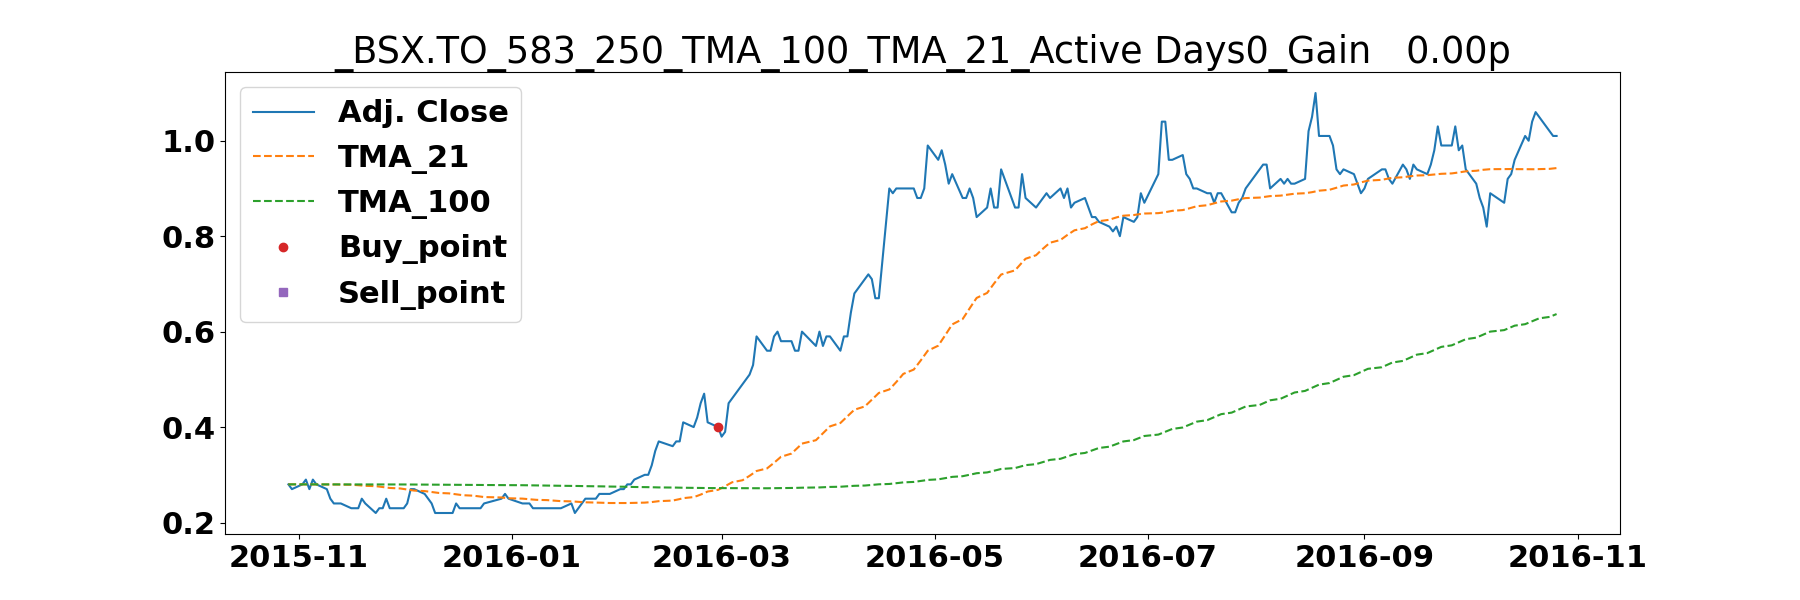 _BSX.TO_583_250_TMA_100_TMA_21_Active Days0_Gain   0.00p
Adj. Close
TMA_21
TMA_100
Buy_point
Sell_point
1.0
0.8
0.6
0.4
0.2
2015-11
2016-01
2016-03
2016-05
2016-07
2016-09
2016-11